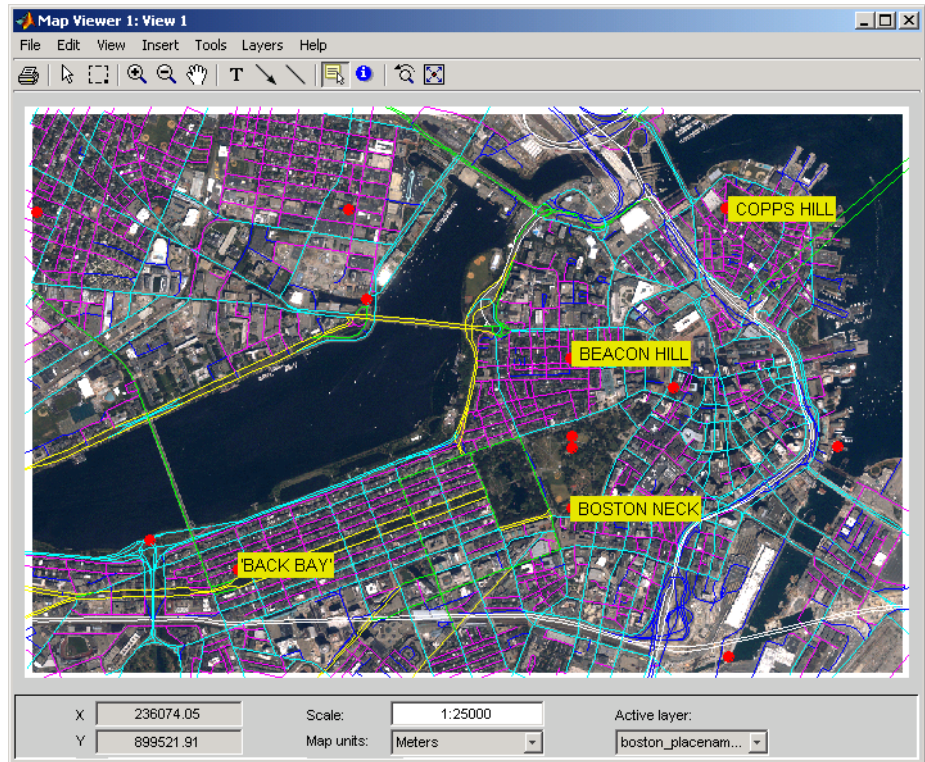 Map Viewer 1: View 1
File Edit View Insert Tools Layers Help
T
COPPS HILL
BEACON HILL
BOSTON NECK
'BACK BAY'
X 236074.05 Scale: 1:25000 Active layer:
Y 899521.91 Map units: Meters boston_placenam...